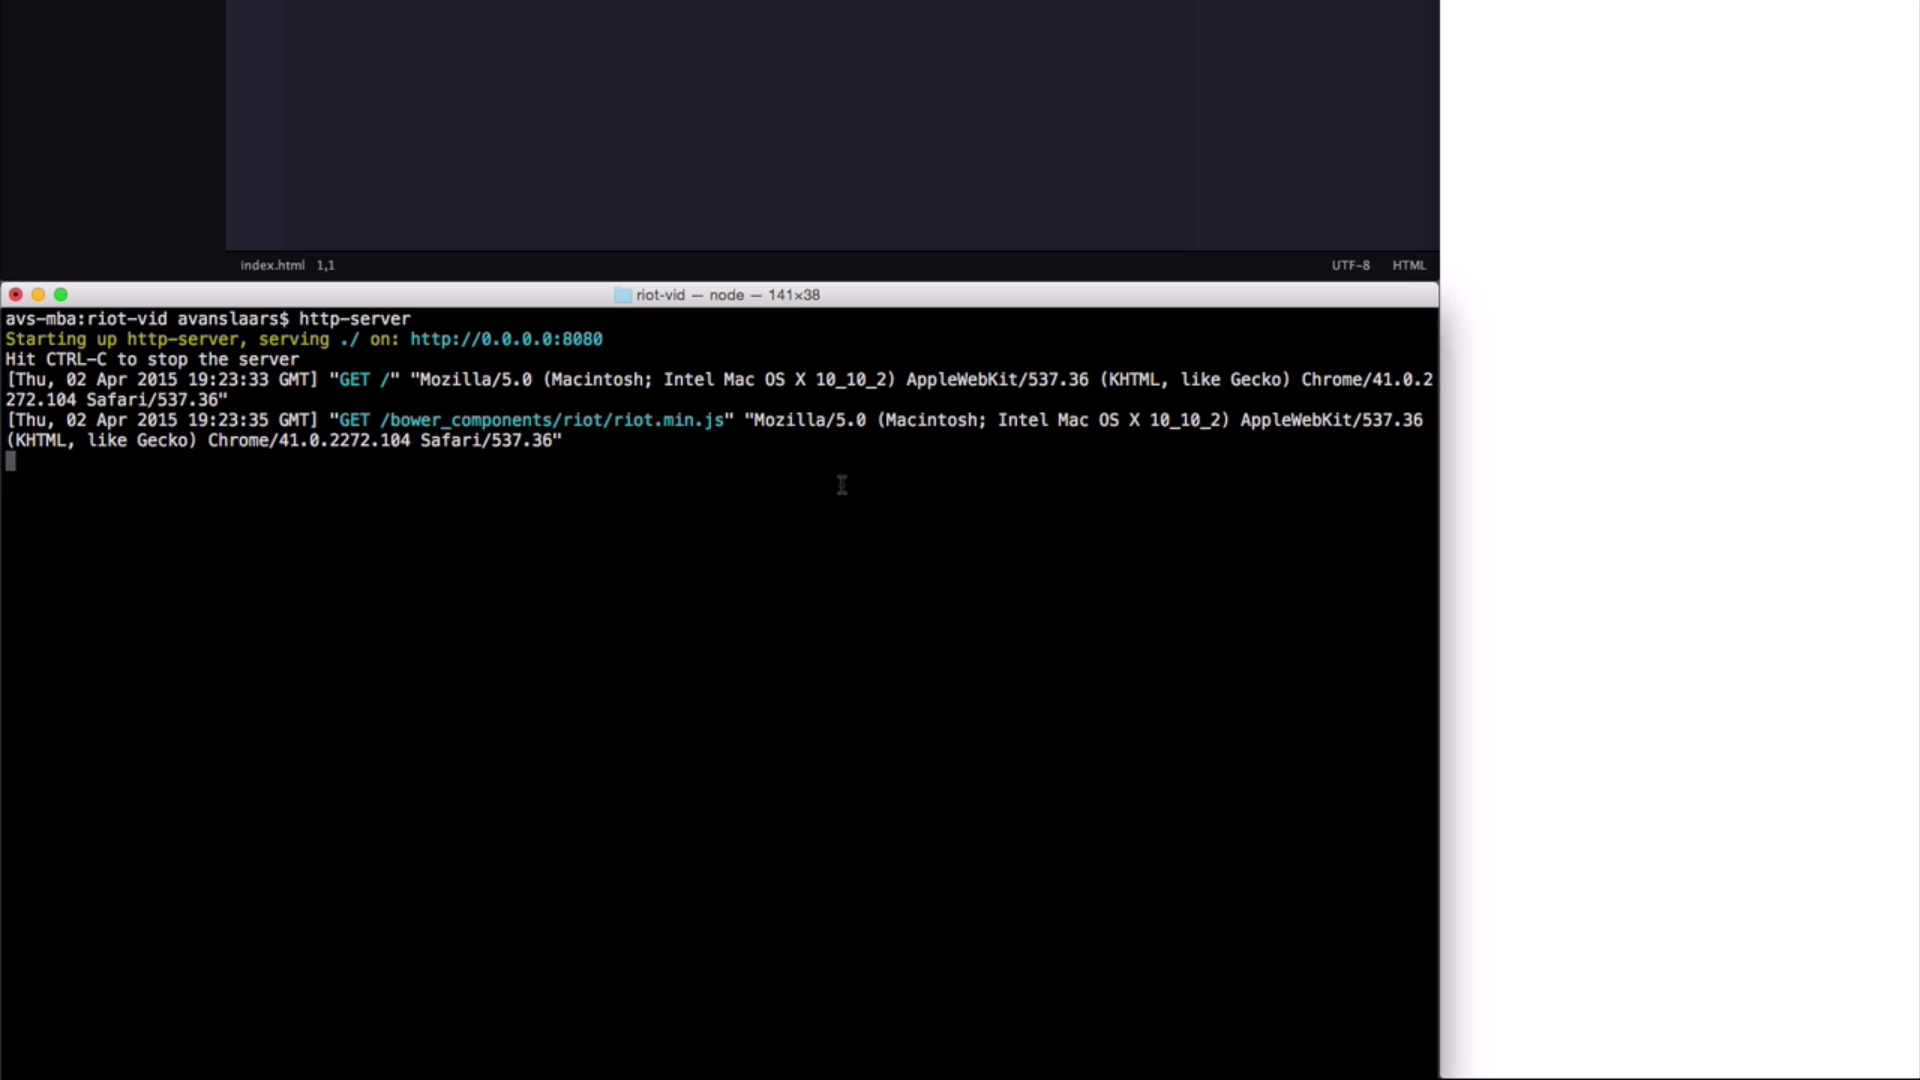 index.html 1,1 UTF-8 HTML
riot-vid — node — 141×38
avs-mba:riot-vid avanslaars$ http-server
Starting up http-server, serving ./ on: http://0.0.0.0:8080
Hit CTRL-C to stop the server
[Thu, 02 Apr 2015 19:23:33 GMT] "GET /" "Mozilla/5.0 (Macintosh; Intel Mac OS X 10_10_2) AppleWebKit/537.36 (KHTML, like Gecko) Chrome/41.0.2
272.104 Safari/537.36"
[Thu, 02 Apr 2015 19:23:35 GMT] "GET /bower_components/riot/riot.min.js" "Mozilla/5.0 (Macintosh; Intel Mac OS X 10_10_2) AppleWebKit/537.36
(KHTML, like Gecko) Chrome/41.0.2272.104 Safari/537.36"